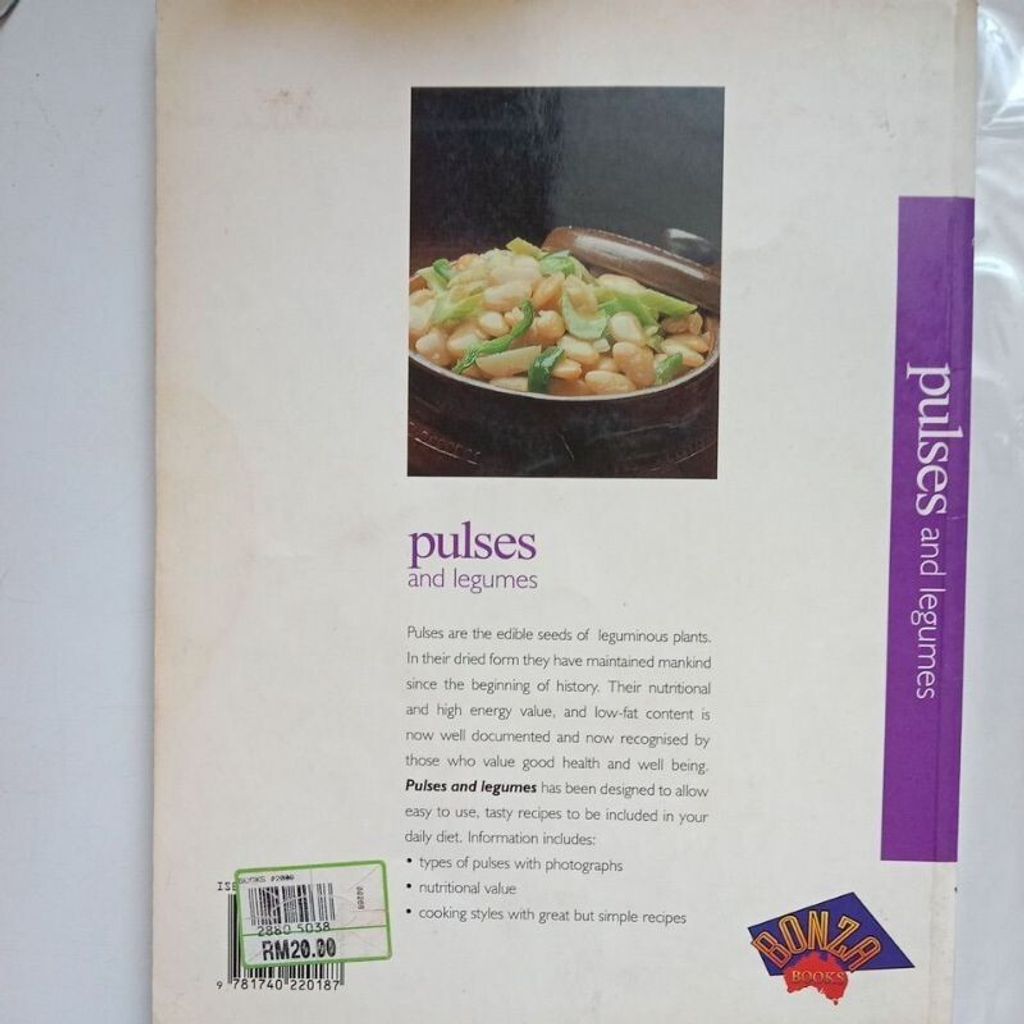 pulses
and legumes
Pulses are the edible seeds of leguminous plants.
In their dried form they have maintained mankind
since the beginning of history. Their nutritional
and high energy value, and low-fat content is
now well documented and now recognised by
those who value good health and well being.
Pulses and legumes has been designed to allow
easy to use, tasty recipes to be included in your
daily diet. Information includes:
• types of pulses with photographs
• nutritional value
• cooking styles with great but simple recipes
pulses and legumes
2880 5038
RM20.00
9 781740 220187
BONZA
BOOKS